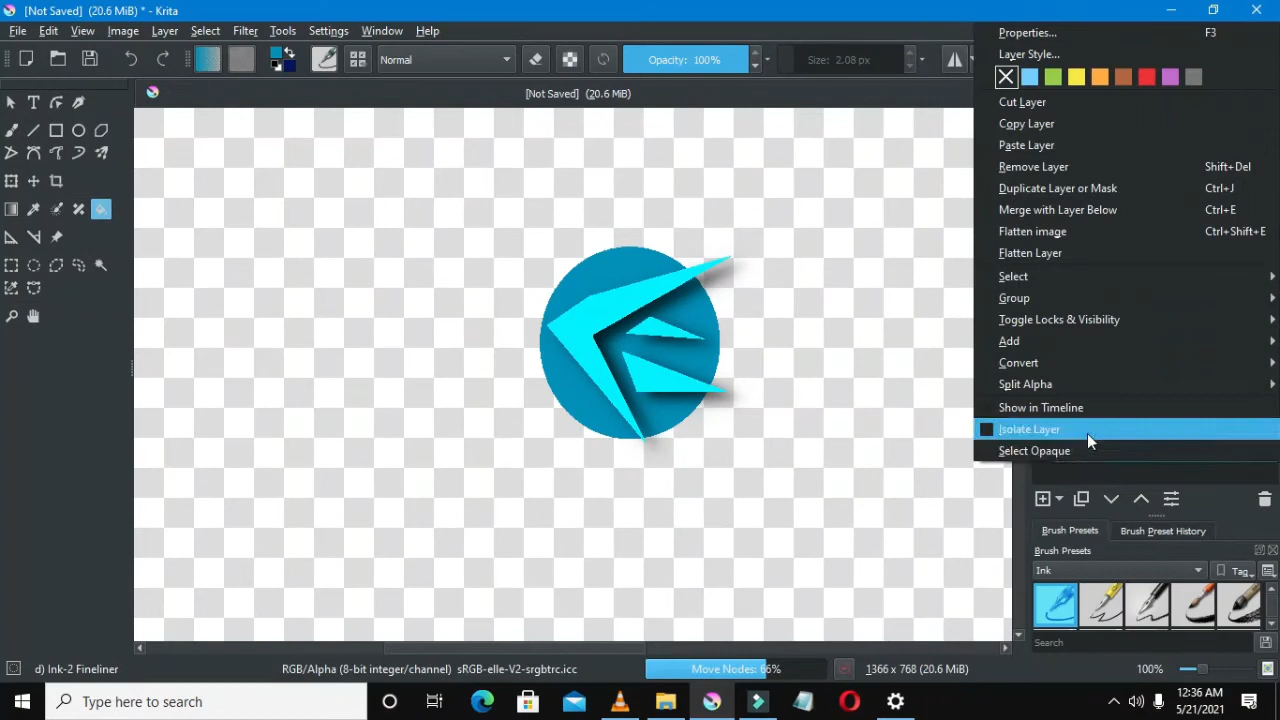 [Not Saved]  (20.6 MiB) * - Krita
File Edit View Image Layer Select Filter Tools Settings Window Help
Normal
Opacity: 100%
Size: 2.08 px
[Not Saved]  (20.6 MiB)
Properties... F3
Layer Style...
Cut Layer
Copy Layer
Paste Layer
Remove Layer Shift+Del
Duplicate Layer or Mask Ctrl+J
Merge with Layer Below Ctrl+E
Flatten image Ctrl+Shift+E
Flatten Layer
Select
Group
Toggle Locks & Visibility
Add
Convert
Split Alpha
Show in Timeline
Isolate Layer
Select Opaque
Brush Presets Brush Preset History
Brush Presets
Ink
Tag
Search
d) Ink-2 Fineliner
RGB/Alpha (8-bit integer/channel)  sRGB-elle-V2-srgbtrc.icc
Move Nodes: 66%
1366 x 768 (20.6 MiB)
100%
Type here to search
12:36 AM
5/21/2021